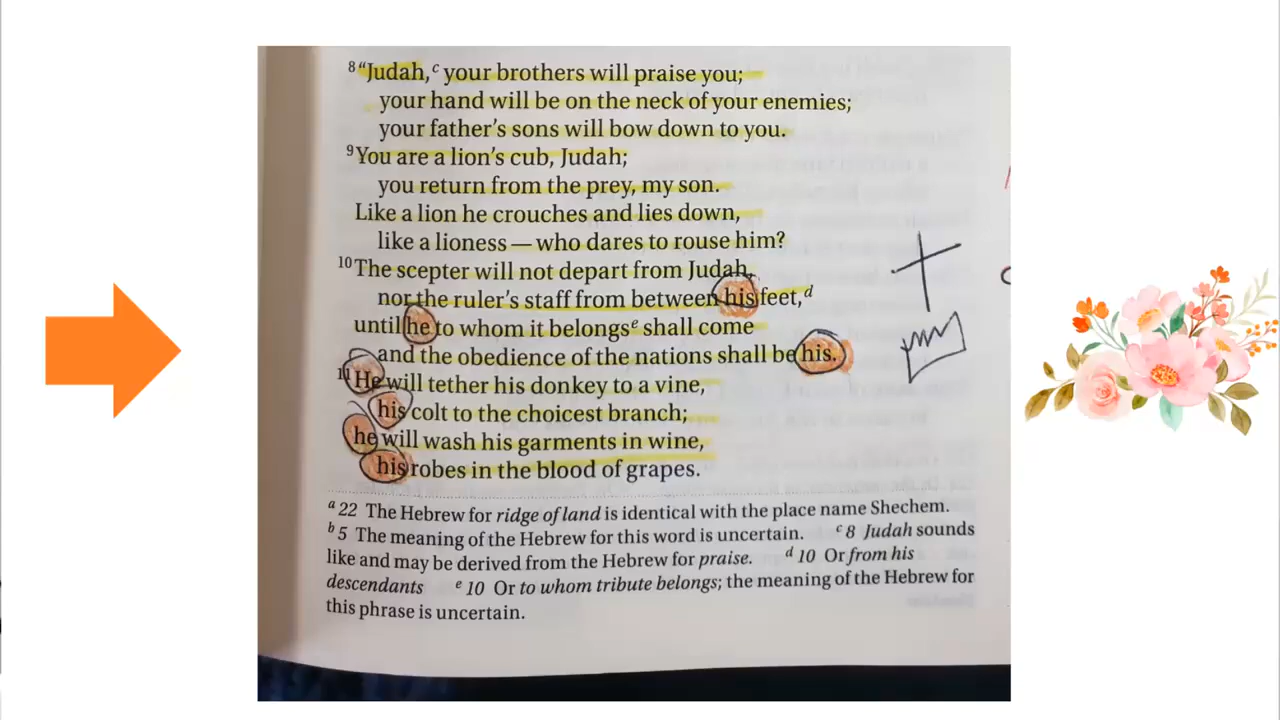 8 “Judah,c your brothers will praise you;
your hand will be on the neck of your enemies;
your father’s sons will bow down to you.
9 You are a lion’s cub, Judah;
you return from the prey, my son.
Like a lion he crouches and lies down,
like a lioness — who dares to rouse him?
10 The scepter will not depart from Judah,
nor the ruler’s staff from between his feet,d
until he to whom it belongse shall come
and the obedience of the nations shall be his.
11 He will tether his donkey to a vine,
his colt to the choicest branch;
he will wash his garments in wine,
his robes in the blood of grapes.
a 22 The Hebrew for ridge of land is identical with the place name Shechem.
b 5 The meaning of the Hebrew for this word is uncertain. c 8 Judah sounds
like and may be derived from the Hebrew for praise. d 10 Or from his
descendants e 10 Or to whom tribute belongs; the meaning of the Hebrew for
this phrase is uncertain.